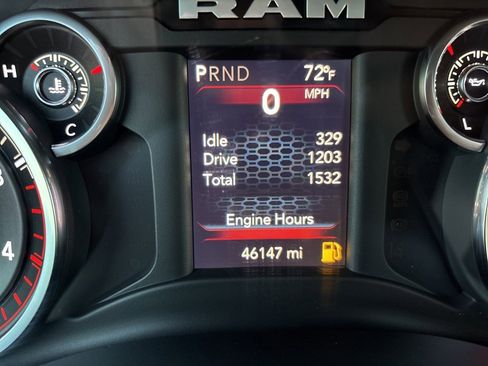 RAM
H
C
PRND 72°F
0 MPH
Idle 329
Drive 1203
Total 1532
Engine Hours
46147 mi
L
4